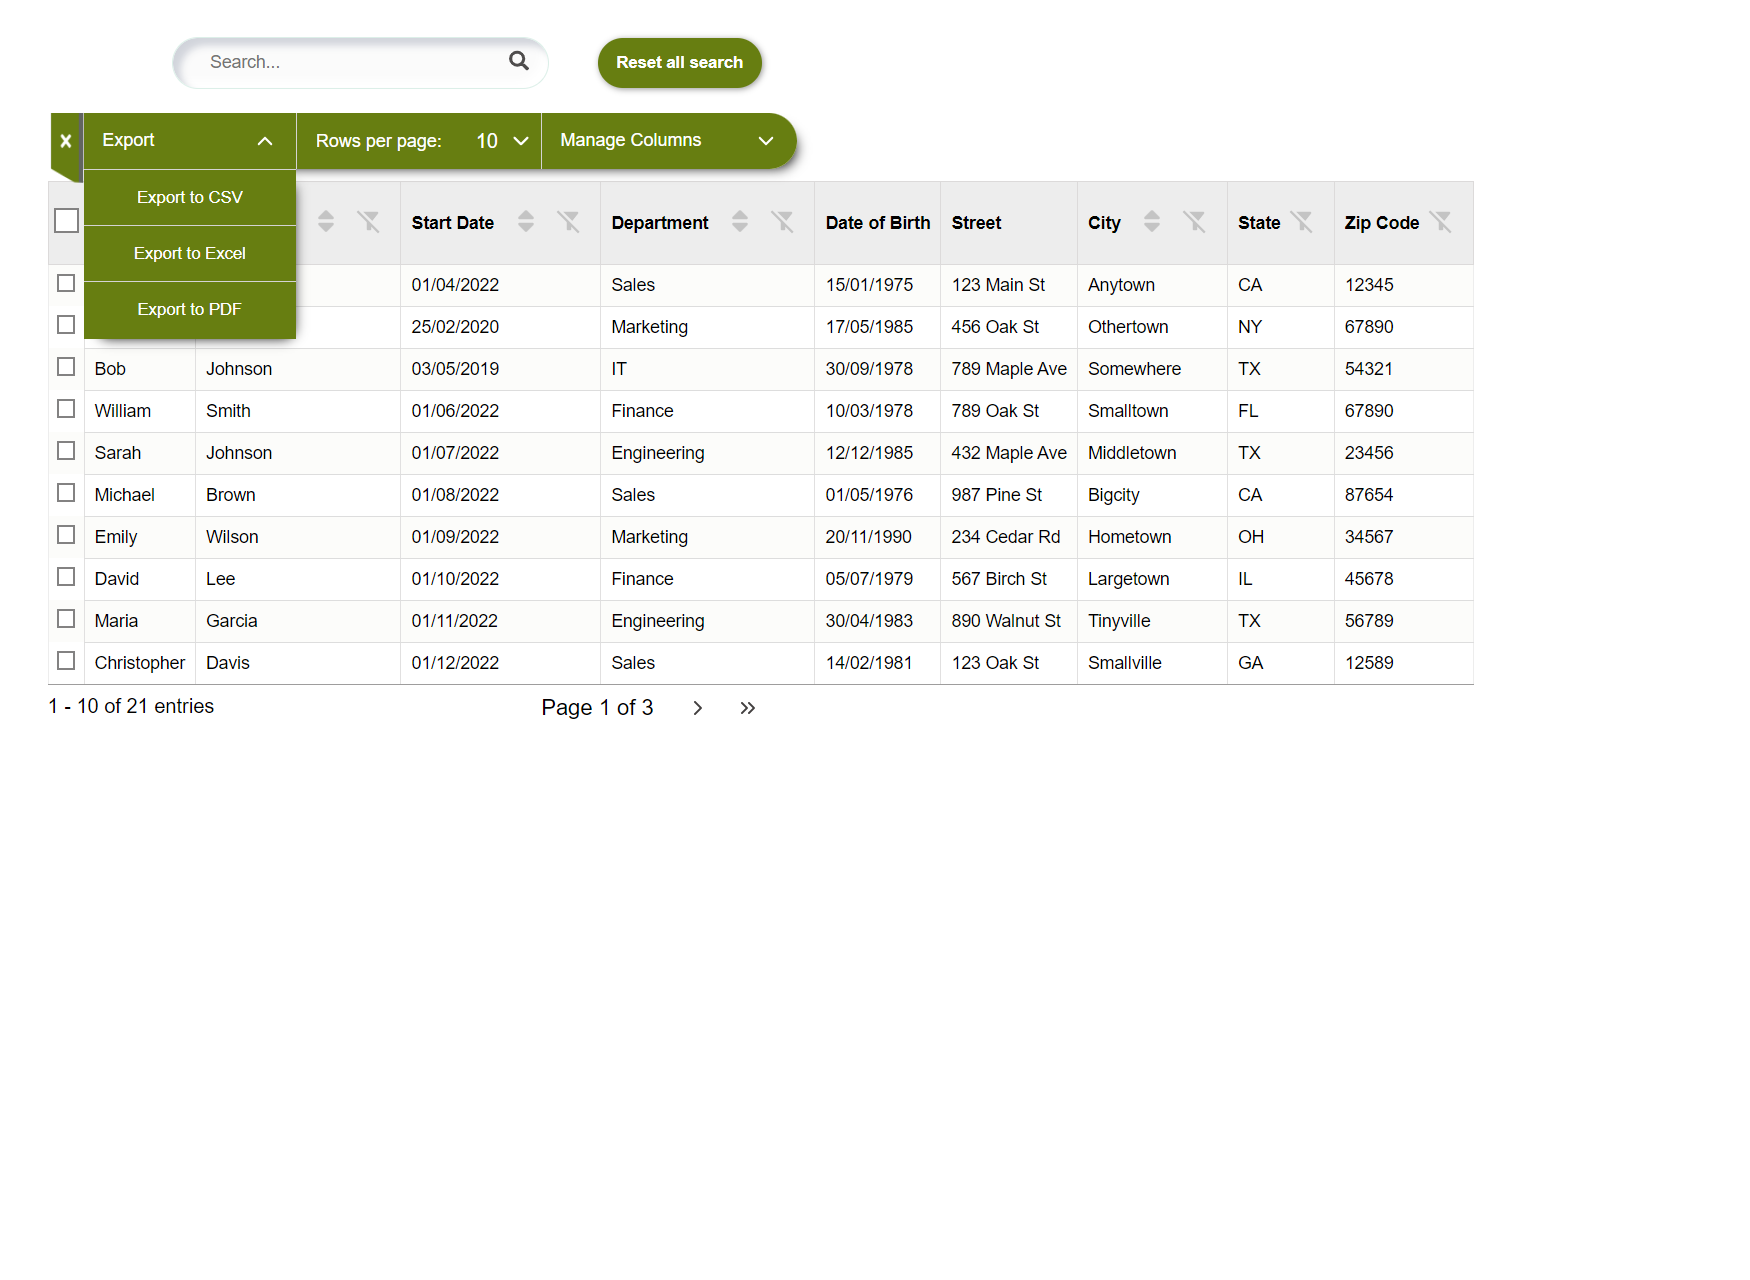 Search...
Reset all search
x Export Rows per page: 10 Manage Columns
Export to CSV
Export to Excel
Export to PDF
Start Date Department Date of Birth Street City State Zip Code
01/04/2022 Sales 15/01/1975 123 Main St Anytown CA 12345
25/02/2020 Marketing 17/05/1985 456 Oak St Othertown NY 67890
Bob Johnson 03/05/2019 IT 30/09/1978 789 Maple Ave Somewhere TX 54321
William Smith 01/06/2022 Finance 10/03/1978 789 Oak St Smalltown FL 67890
Sarah Johnson 01/07/2022 Engineering 12/12/1985 432 Maple Ave Middletown TX 23456
Michael Brown 01/08/2022 Sales 01/05/1976 987 Pine St Bigcity CA 87654
Emily Wilson 01/09/2022 Marketing 20/11/1990 234 Cedar Rd Hometown OH 34567
David Lee 01/10/2022 Finance 05/07/1979 567 Birch St Largetown IL 45678
Maria Garcia 01/11/2022 Engineering 30/04/1983 890 Walnut St Tinyville TX 56789
Christopher Davis 01/12/2022 Sales 14/02/1981 123 Oak St Smallville GA 12589
1 - 10 of 21 entries
Page 1 of 3 › »